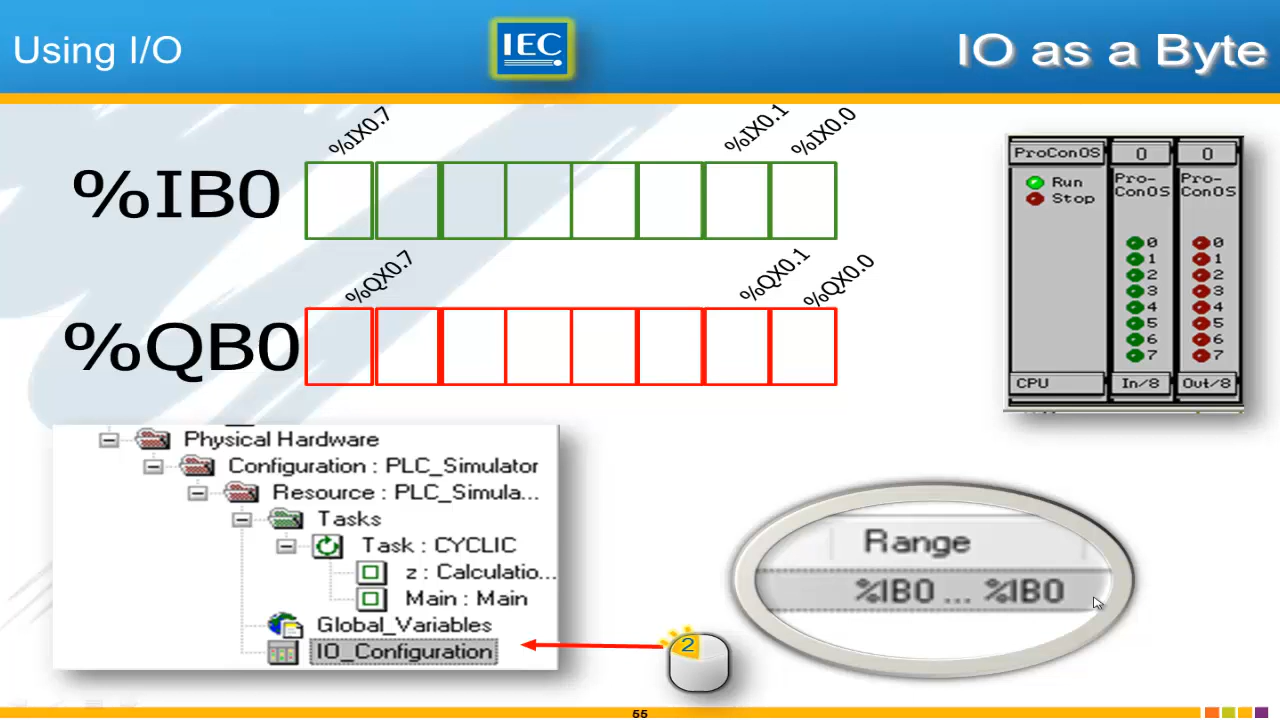 Using I/O
IEC
IO as a Byte
%IX0.7
%IX0.1
%IX0.0
%IB0
%QX0.7
%QX0.1
%QX0.0
%QB0
ProConOS 0 0
Run
Stop
Pro-
ConOS
Pro-
ConOS
0 0
1 1
2 2
3 3
4 4
5 5
6 6
7 7
CPU In/8 Out/8
Physical Hardware
Configuration : PLC_Simulator
Resource : PLC_Simula...
Tasks
Task : CYCLIC
z : Calculatio...
Main : Main
Global_Variables
IO_Configuration
2
Range
%IB0 ... %IB0
55